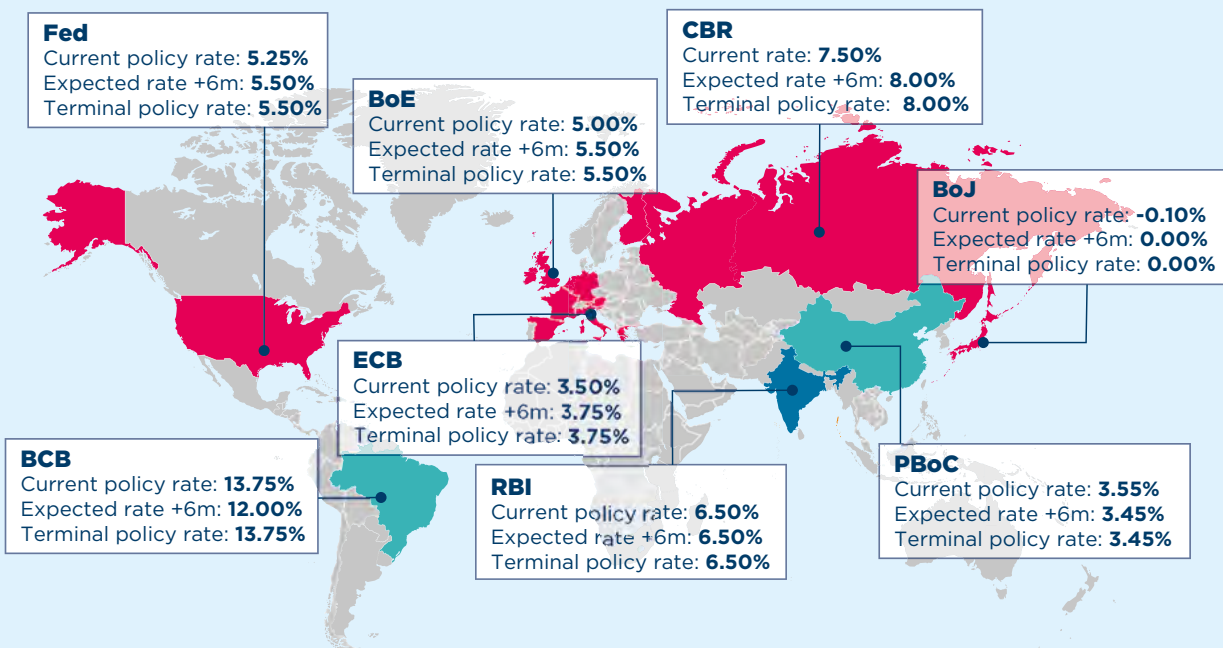 Fed
Current policy rate: 5.25%
Expected rate +6m: 5.50%
Terminal policy rate: 5.50%
BoE
Current policy rate: 5.00%
Expected rate +6m: 5.50%
Terminal policy rate: 5.50%
CBR
Current rate: 7.50%
Expected rate +6m: 8.00%
Terminal policy rate: 8.00%
BoJ
Current policy rate: -0.10%
Expected rate +6m: 0.00%
Terminal policy rate: 0.00%
ECB
Current policy rate: 3.50%
Expected rate +6m: 3.75%
Terminal policy rate: 3.75%
BCB
Current policy rate: 13.75%
Expected rate +6m: 12.00%
Terminal policy rate: 13.75%
RBI
Current policy rate: 6.50%
Expected rate +6m: 6.50%
Terminal policy rate: 6.50%
PBoC
Current policy rate: 3.55%
Expected rate +6m: 3.45%
Terminal policy rate: 3.45%